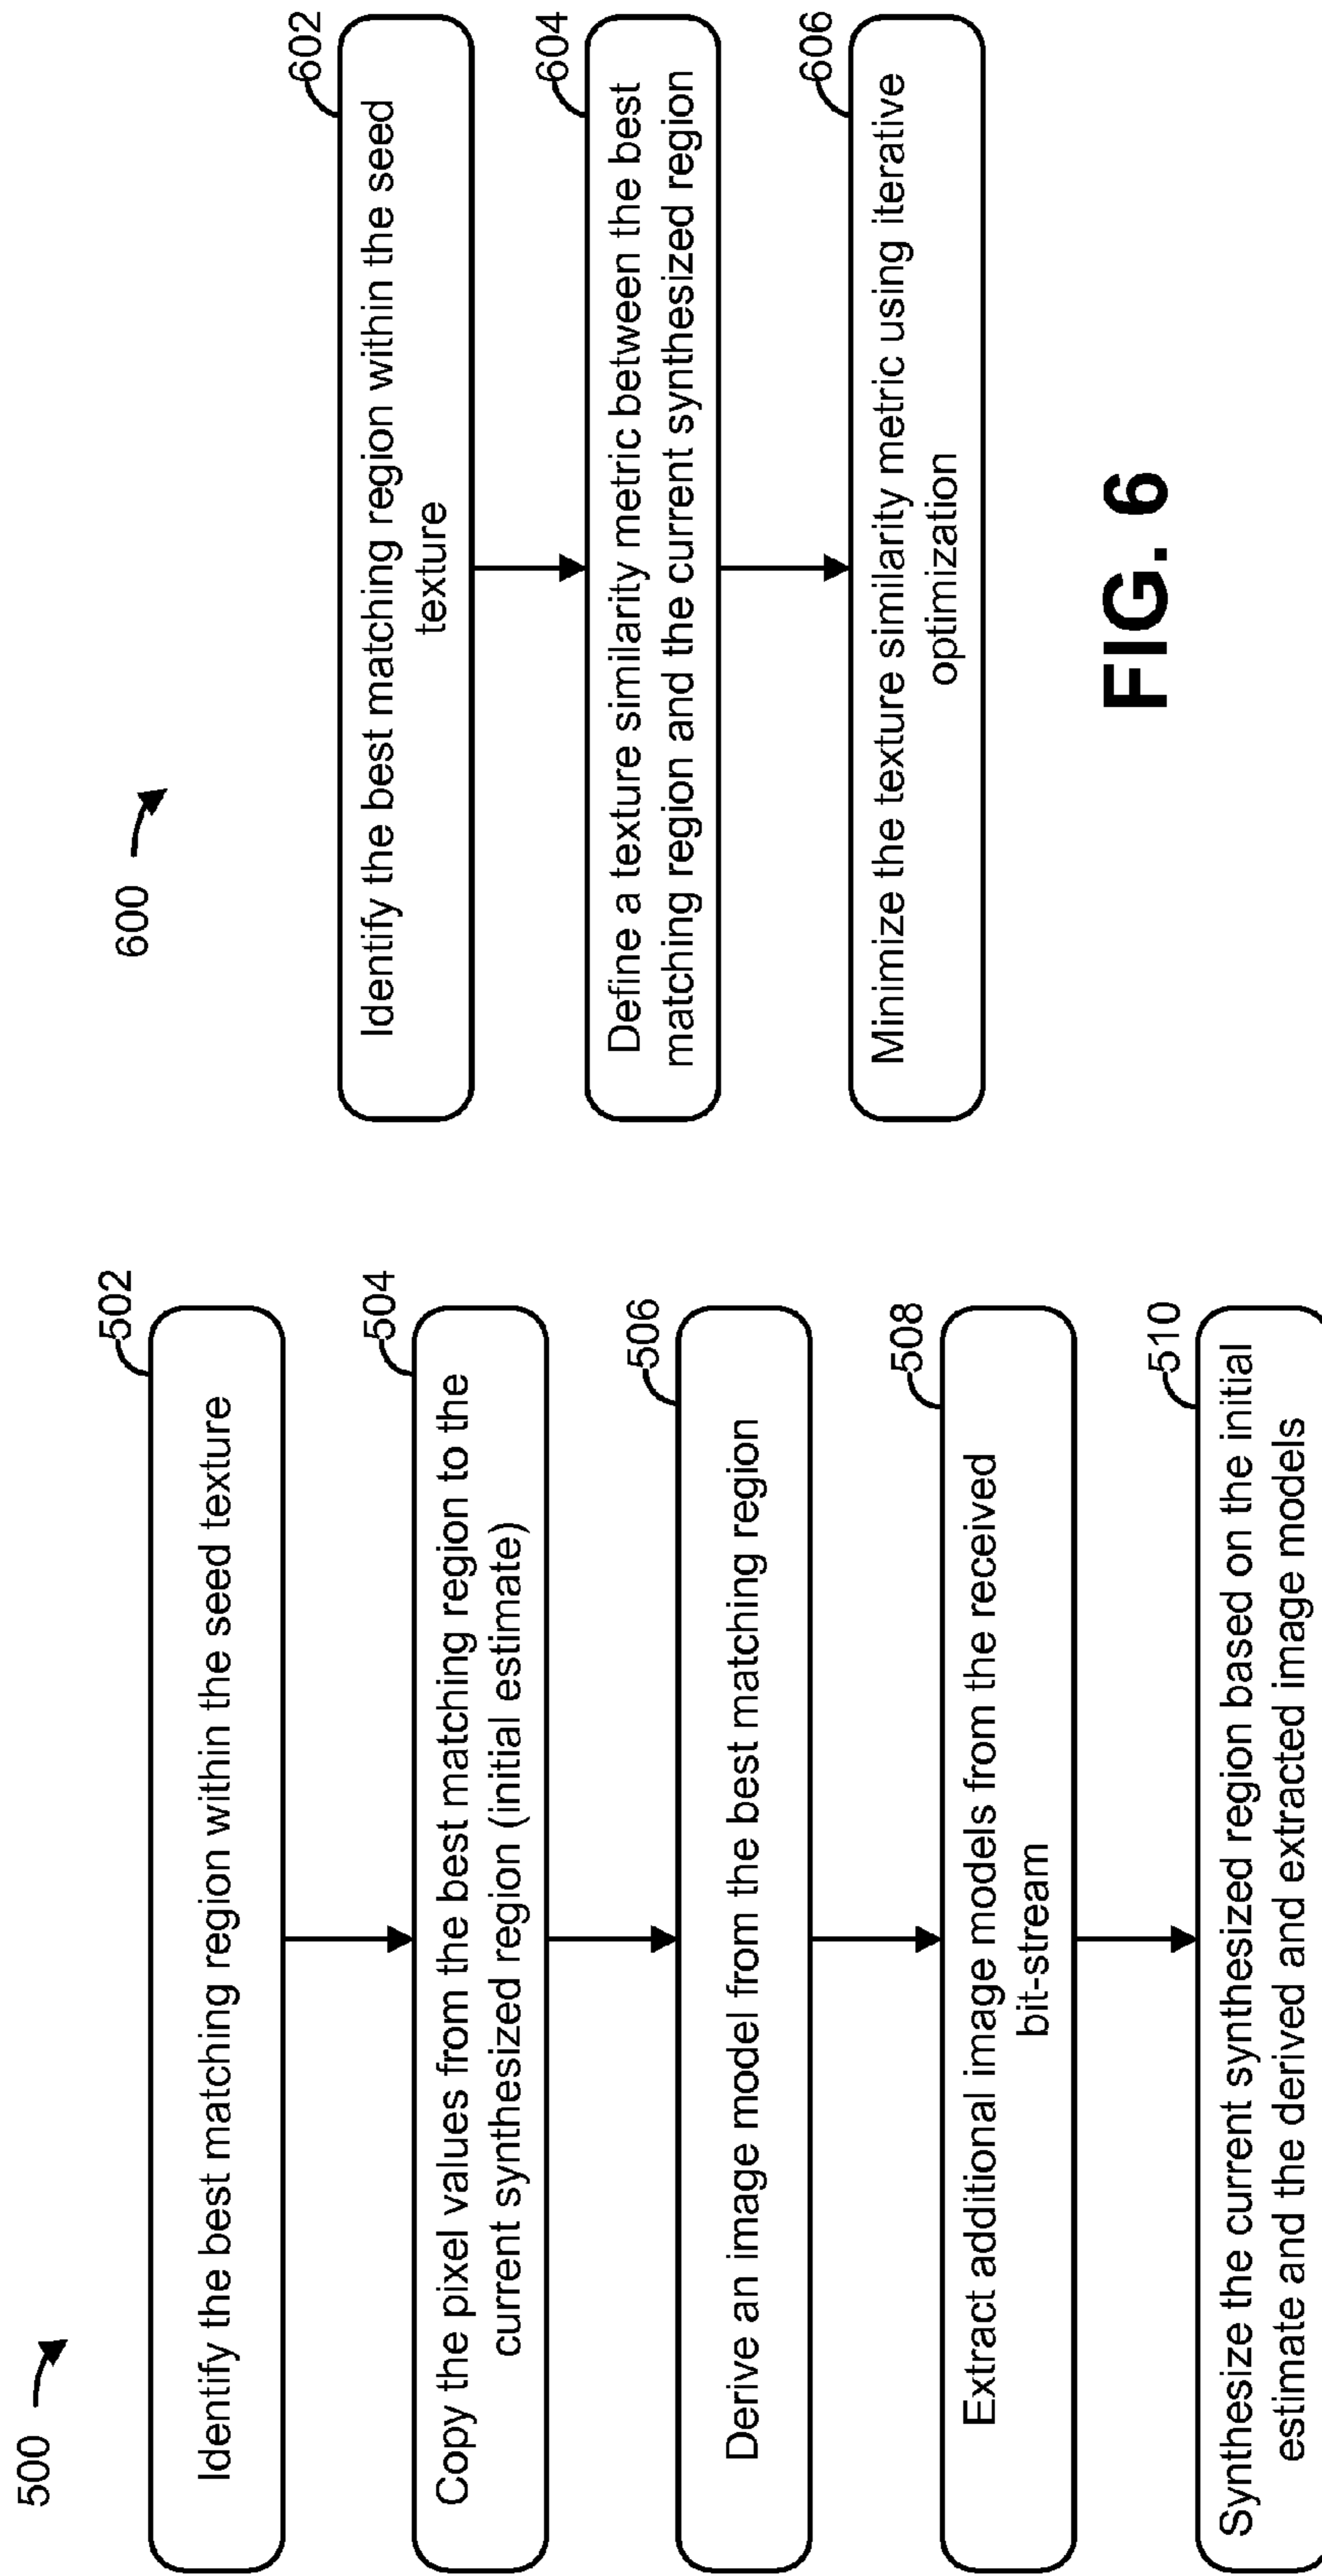 500
502
Identify the best matching region within the seed texture
504
Copy the pixel values from the best matching region to the
current synthesized region (initial estimate)
506
Derive an image model from the best matching region
508
Extract additional image models from the received
bit-stream
510
Synthesize the current synthesized region based on the initial
estimate and the derived and extracted image models
600
602
Identify the best matching region within the seed
texture
604
Define a texture similarity metric between the best
matching region and the current synthesized region
606
Minimize the texture similarity metric using iterative
optimization
FIG. 6